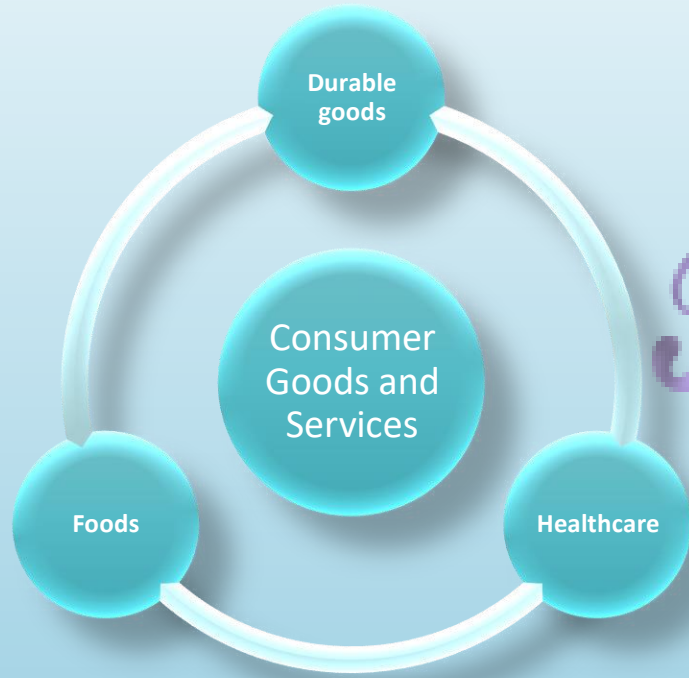 Durable
goods
Consumer
Goods and
Services
Foods
Healthcare